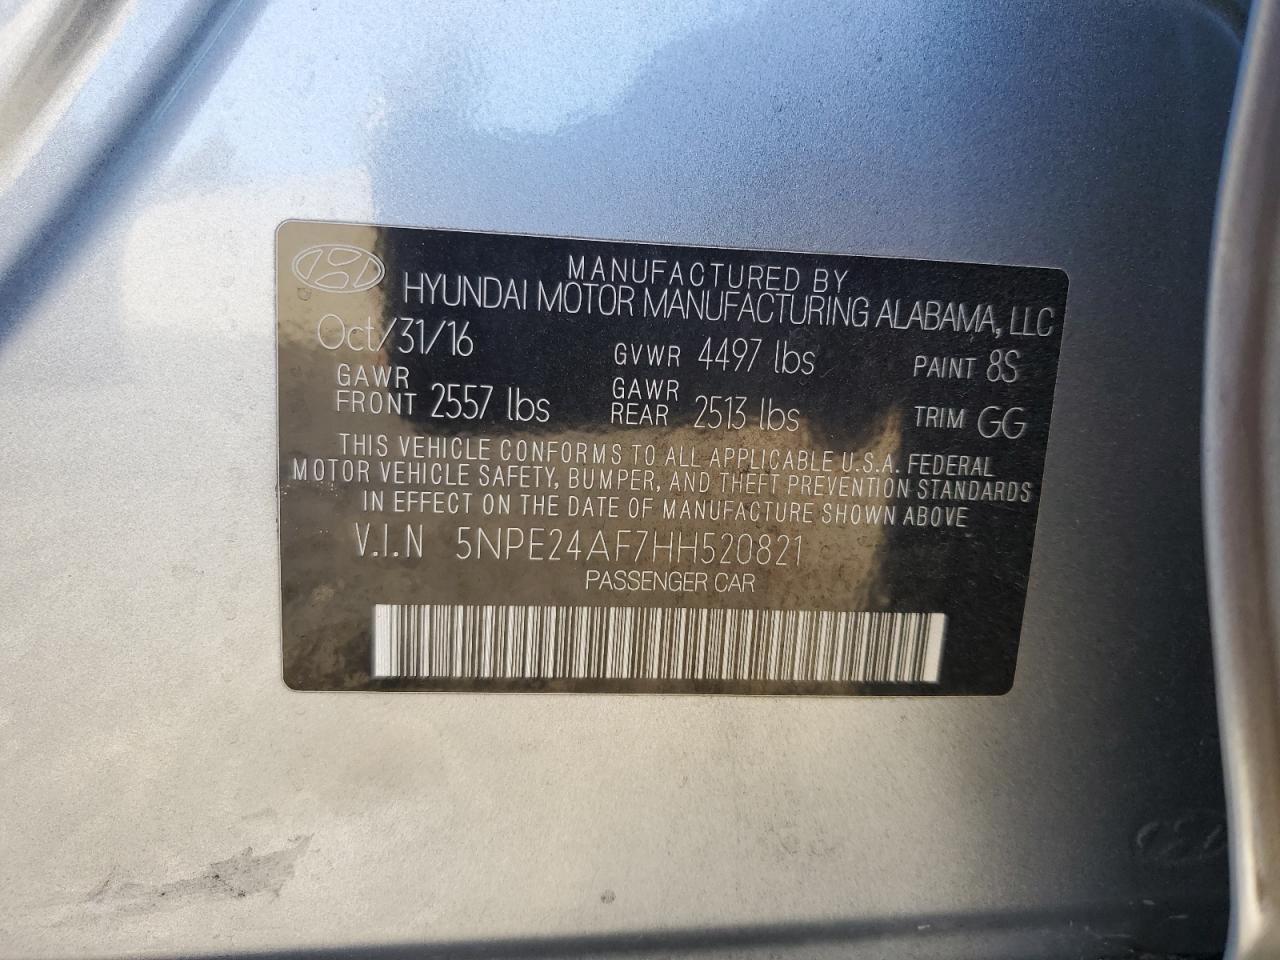 MANUFACTURED BY
HYUNDAI MOTOR MANUFACTURING ALABAMA, LLC
Oct/31/16 GVWR 4497 lbs PAINT 8S
GAWR FRONT 2557 lbs GAWR REAR 2513 lbs TRIM GG
THIS VEHICLE CONFORMS TO ALL APPLICABLE U.S.A. FEDERAL
MOTOR VEHICLE SAFETY, BUMPER, AND THEFT PREVENTION STANDARDS
IN EFFECT ON THE DATE OF MANUFACTURE SHOWN ABOVE
V.I.N 5NPE24AF7HH520821
PASSENGER CAR